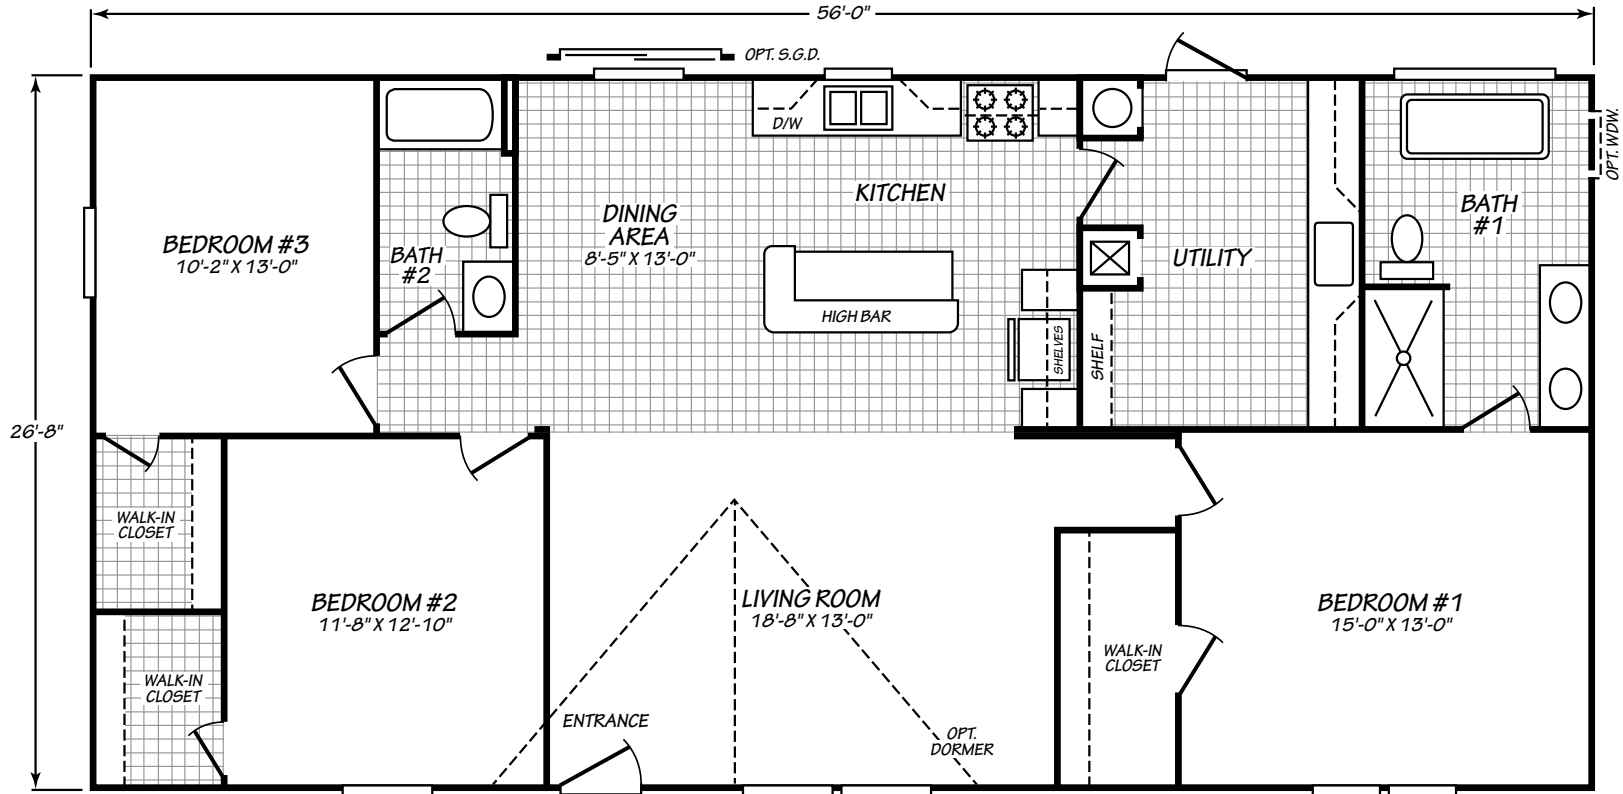 56'-0"
OPT. S.G.D.
D/W
KITCHEN
DINING
AREA
8'-5" X 13'-0"
HIGH BAR
SHELVES
SHELF
UTILITY
BATH
#1
OPT. WDW.
BEDROOM #3
10'-2" X 13'-0"
BATH
#2
26'-8"
WALK-IN
CLOSET
WALK-IN
CLOSET
BEDROOM #2
11'-8" X 12'-10"
LIVING ROOM
18'-8" X 13'-0"
ENTRANCE
OPT.
DORMER
WALK-IN
CLOSET
BEDROOM #1
15'-0" X 13'-0"